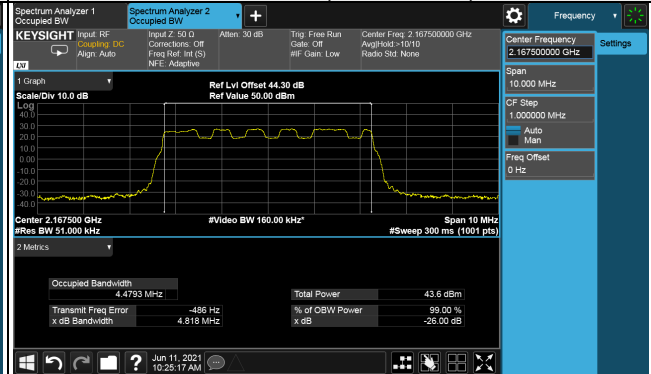 Spectrum Analyzer 1
Occupied BW
Spectrum Analyzer 2
Occupied BW
Frequency
KEYSIGHT
Input: RF
Coupling: DC
Align: Auto
Input Z: 50 Ω
Corrections: Off
Freq Ref: Int (S)
NFE: Adaptive
Atten: 30 dB
Trig: Free Run
Gate: Off
#IF Gain: Low
Center Freq: 2.167500000 GHz
Avg|Hold:>10/10
Radio Std: None
LXI
Center Frequency
2.167500000 GHz
Settings
Span
10.000 MHz
CF Step
1.000000 MHz
Auto
Man
Freq Offset
0 Hz
1 Graph
Scale/Div 10.0 dB
Ref Lvl Offset 44.30 dB
Ref Value 50.00 dBm
Log
40.0
30.0
20.0
10.0
0.00
-10.0
-20.0
-30.0
-40.0
Center 2.167500 GHz
#Video BW 160.00 kHz*
Span 10 MHz
#Res BW 51.000 kHz
#Sweep 300 ms (1001 pts)
2 Metrics
Occupied Bandwidth
4.4793 MHz
Total Power
43.6 dBm
Transmit Freq Error
-486 Hz
% of OBW Power
99.00 %
x dB Bandwidth
4.818 MHz
x dB
-26.00 dB
?
Jun 11, 2021
10:25:17 AM